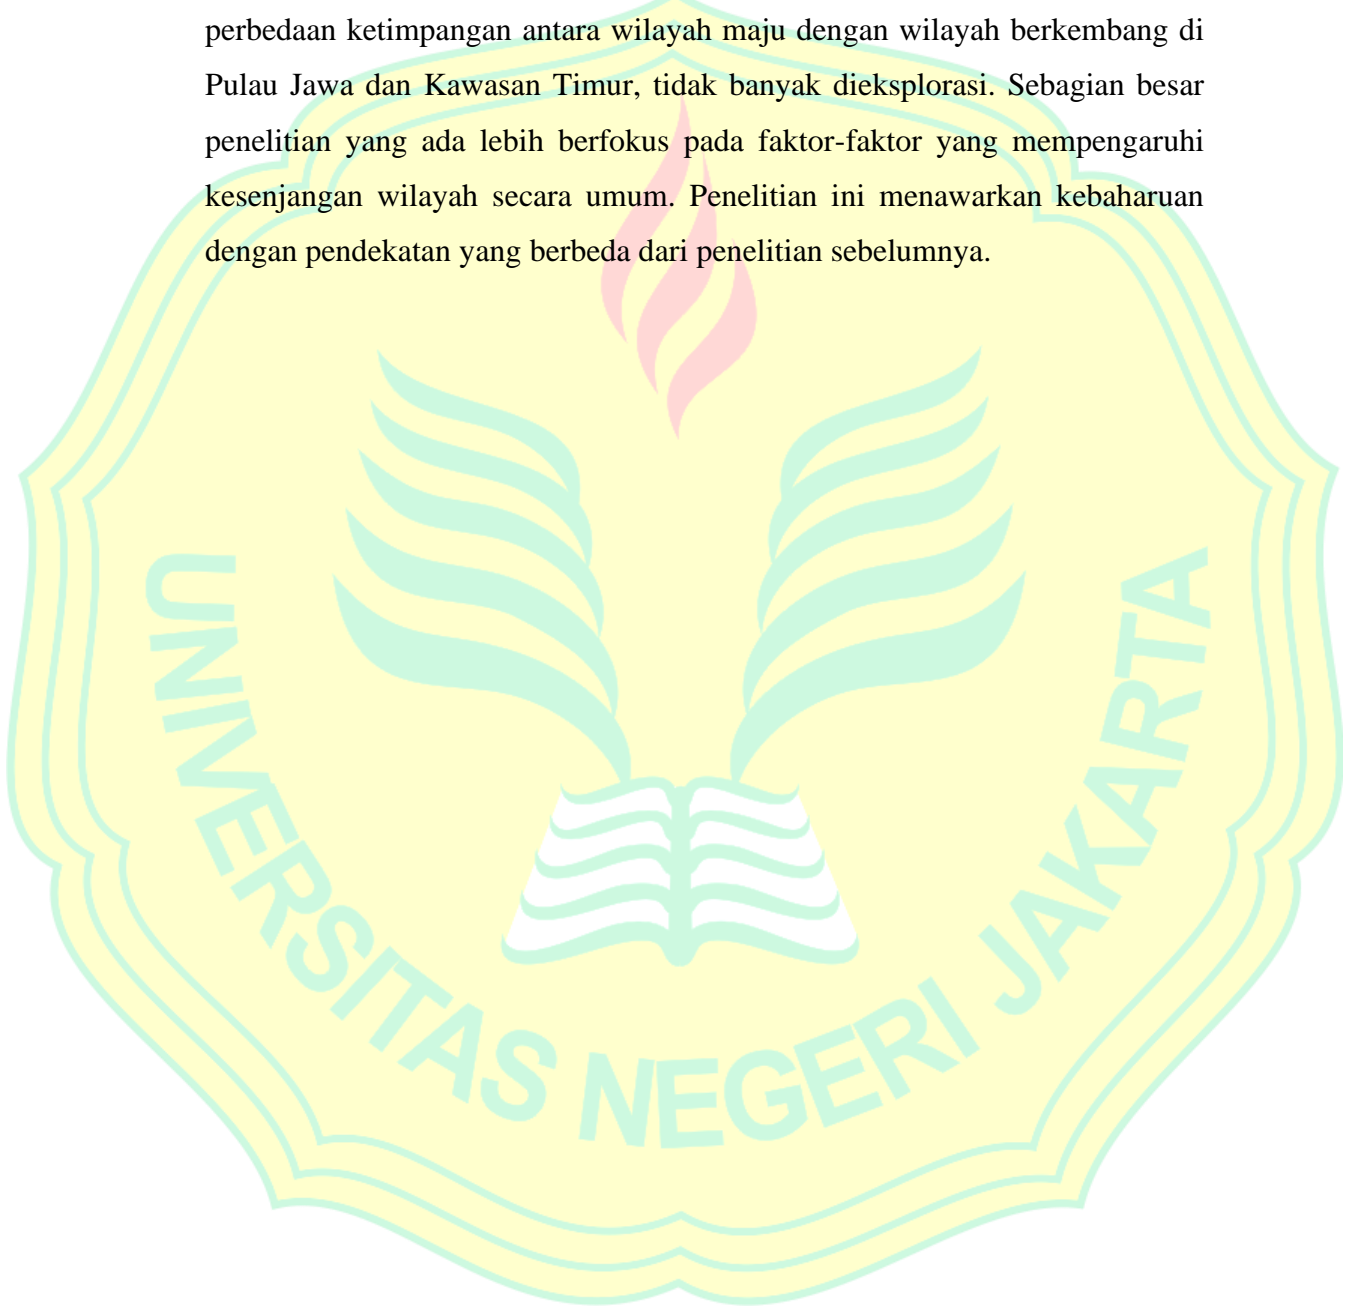 perbedaan ketimpangan antara wilayah maju dengan wilayah berkembang di
Pulau Jawa dan Kawasan Timur, tidak banyak dieksplorasi. Sebagian besar
penelitian yang ada lebih berfokus pada faktor-faktor yang mempengaruhi
kesenjangan wilayah secara umum. Penelitian ini menawarkan kebaharuan
dengan pendekatan yang berbeda dari penelitian sebelumnya.
UNIVERSITAS NEGERI JAKARTA